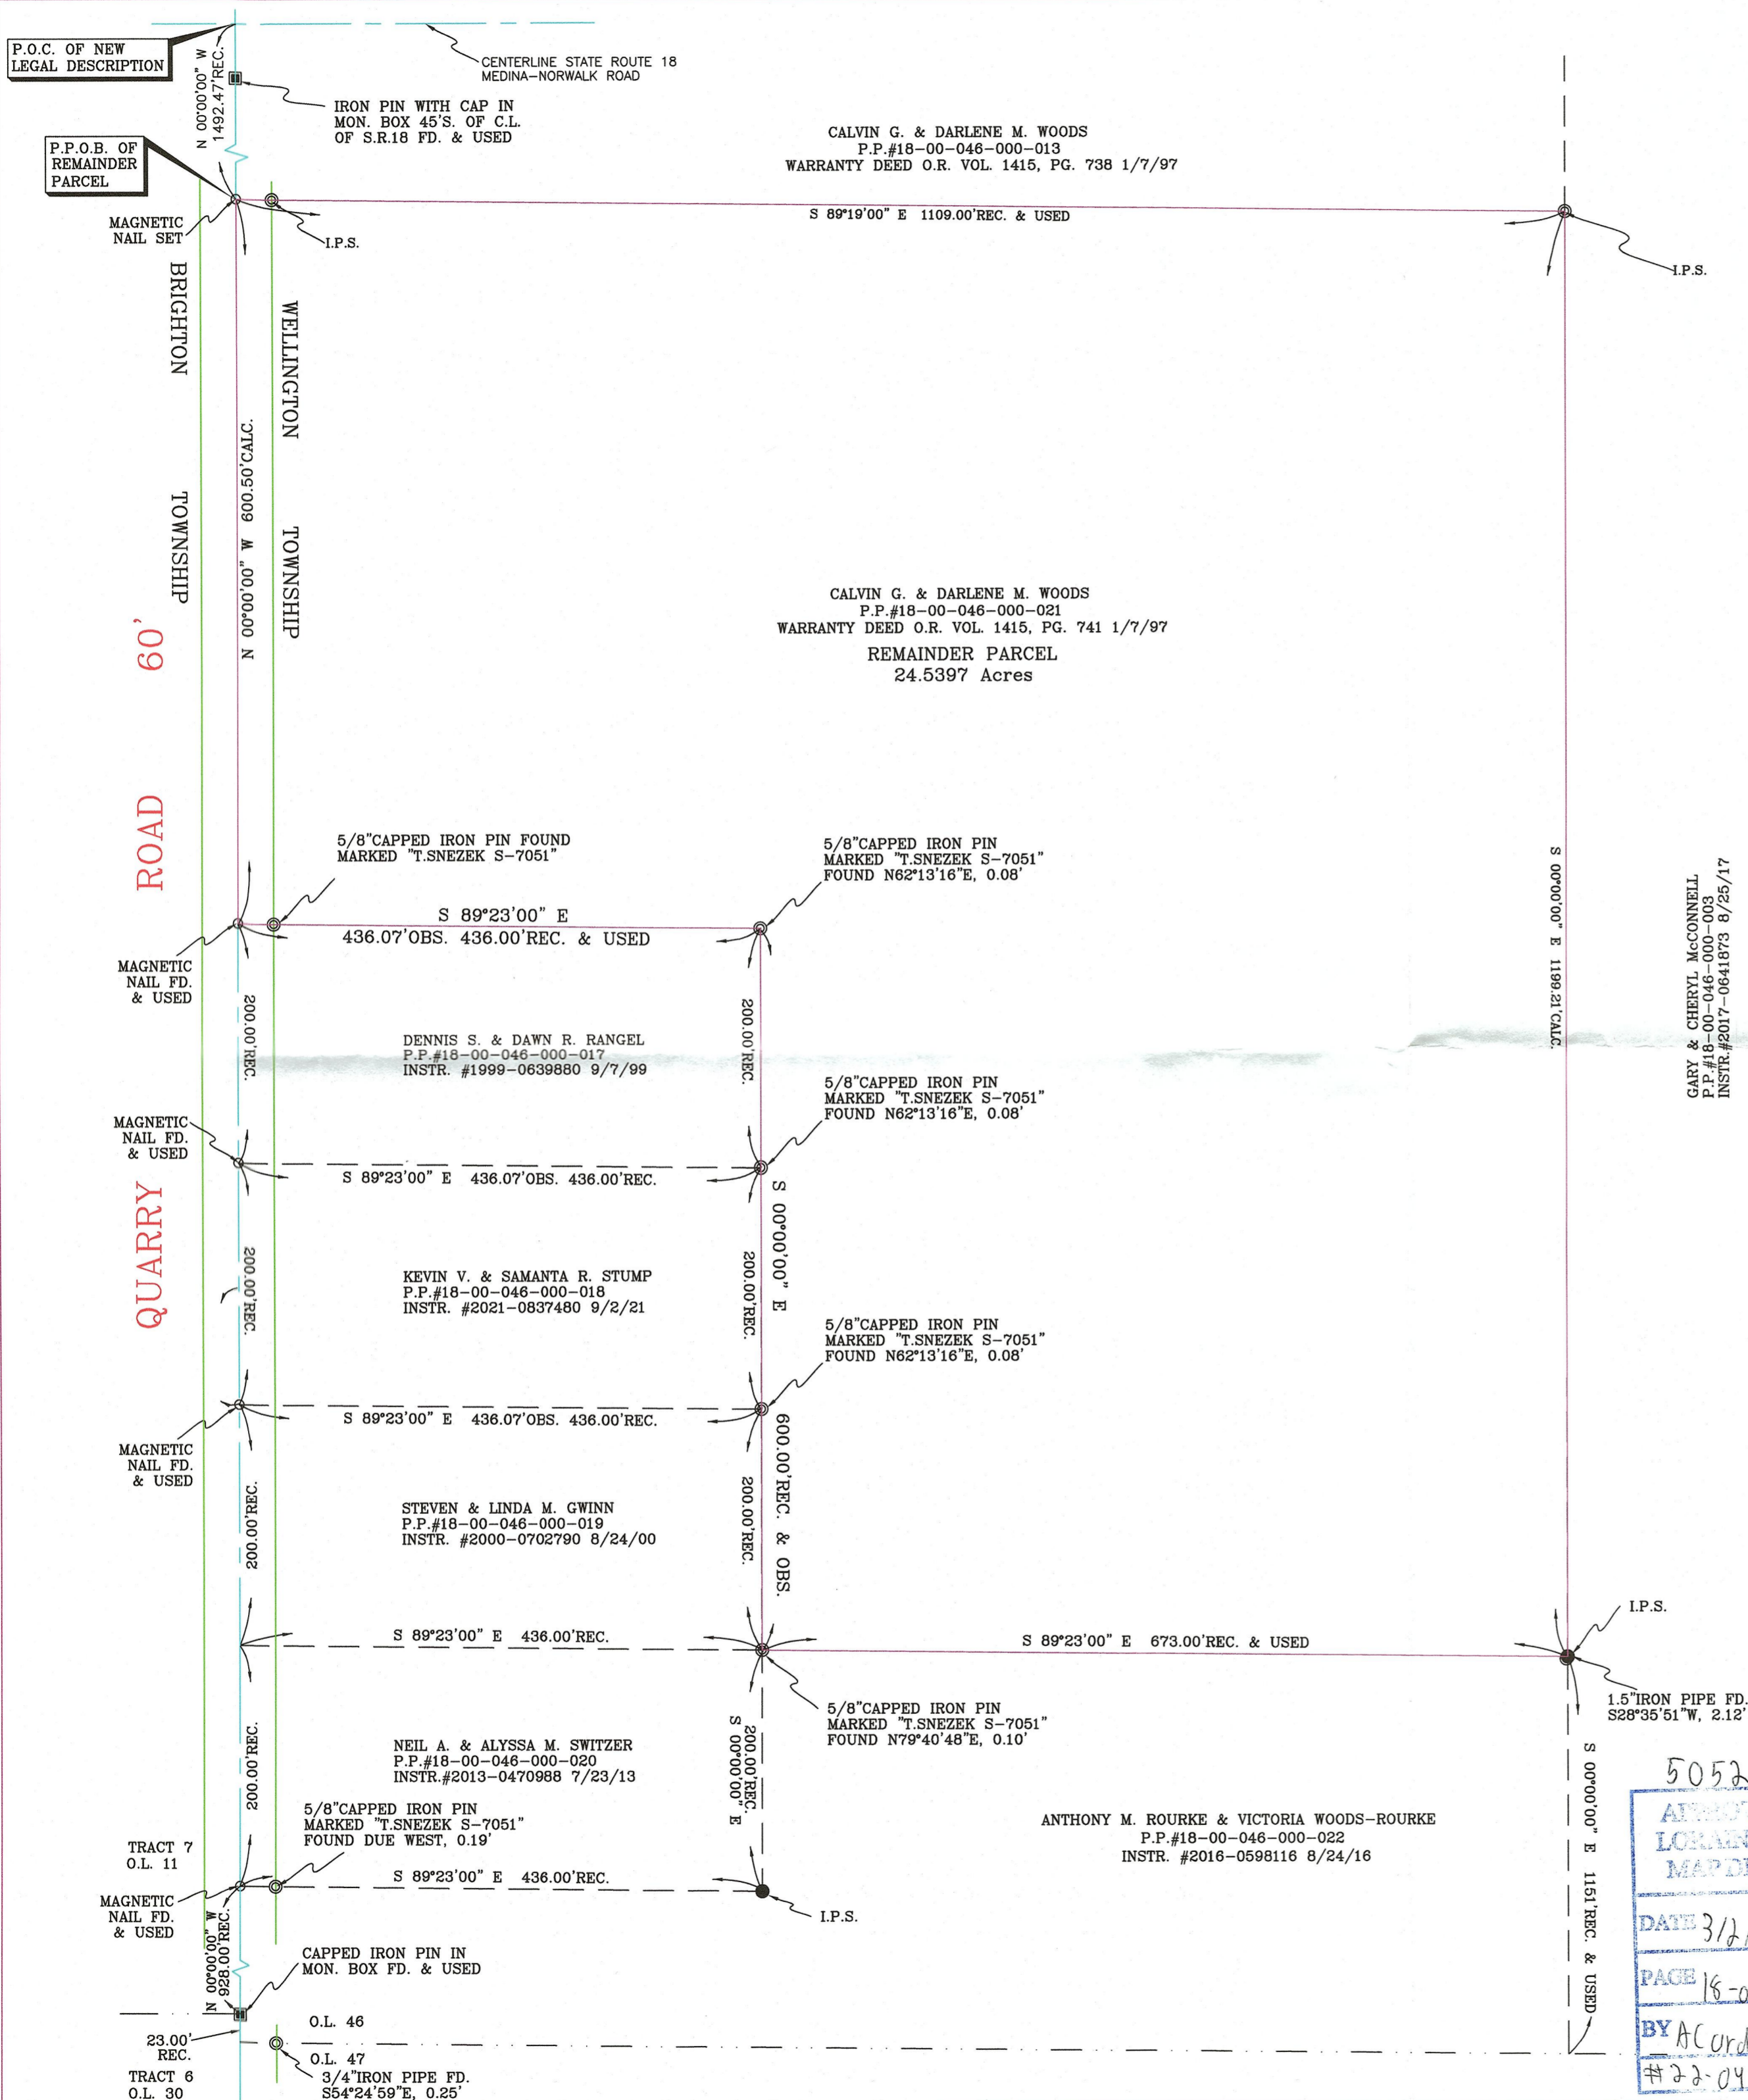 P.O.C. OF NEW
LEGAL DESCRIPTION
N 00°00'00" W
1492.47'REC.
CENTERLINE STATE ROUTE 18
MEDINA-NORWALK ROAD
IRON PIN WITH CAP IN
MON. BOX 45'S. OF C.L.
OF S.R.18 FD. & USED
P.P.O.B. OF
REMAINDER
PARCEL
CALVIN G. & DARLENE M. WOODS
P.P.#18-00-046-000-013
WARRANTY DEED O.R. VOL. 1415, PG. 738 1/7/97
MAGNETIC
NAIL SET
I.P.S.
S 89°19'00" E 1109.00'REC. & USED
I.P.S.
BRIGHTON TOWNSHIP
WELLINGTON TOWNSHIP
N 00°00'00" W 600.50'CALC.
QUARRY ROAD 60'
CALVIN G. & DARLENE M. WOODS
P.P.#18-00-046-000-021
WARRANTY DEED O.R. VOL. 1415, PG. 741 1/7/97
REMAINDER PARCEL
24.5397 Acres
S 00°00'00" E 1199.21'CALC.
GARY & CHERYL McCONNELL
P.P.#18-00-046-000-003
INSTR.#2017-0641873 8/25/17
5/8"CAPPED IRON PIN FOUND
MARKED "T.SNEZEK S-7051"
5/8"CAPPED IRON PIN
MARKED "T.SNEZEK S-7051"
FOUND N62°13'16"E, 0.08'
S 89°23'00" E
436.07'OBS. 436.00'REC. & USED
MAGNETIC
NAIL FD.
& USED
200.00'REC.
DENNIS S. & DAWN R. RANGEL
P.P.#18-00-046-000-017
INSTR. #1999-0639880 9/7/99
200.00'REC.
5/8"CAPPED IRON PIN
MARKED "T.SNEZEK S-7051"
FOUND N62°13'16"E, 0.08'
MAGNETIC
NAIL FD.
& USED
S 89°23'00" E 436.07'OBS. 436.00'REC.
S 00°00'00" E 600.00'REC. & OBS.
200.00'REC.
KEVIN V. & SAMANTA R. STUMP
P.P.#18-00-046-000-018
INSTR. #2021-0837480 9/2/21
200.00'REC.
5/8"CAPPED IRON PIN
MARKED "T.SNEZEK S-7051"
FOUND N62°13'16"E, 0.08'
S 89°23'00" E 436.07'OBS. 436.00'REC.
MAGNETIC
NAIL FD.
& USED
200.00'REC.
STEVEN & LINDA M. GWINN
P.P.#18-00-046-000-019
INSTR. #2000-0702790 8/24/00
200.00'REC.
S 89°23'00" E 436.00'REC.
S 89°23'00" E 673.00'REC. & USED
I.P.S.
1.5"IRON PIPE FD.
S28°35'51"W, 2.12'
5/8"CAPPED IRON PIN
MARKED "T.SNEZEK S-7051"
FOUND N79°40'48"E, 0.10'
200.00'REC.
NEIL A. & ALYSSA M. SWITZER
P.P.#18-00-046-000-020
INSTR.#2013-0470988 7/23/13
200.00'REC.
S 00°00'00" E
5/8"CAPPED IRON PIN
MARKED "T.SNEZEK S-7051"
FOUND DUE WEST, 0.19'
ANTHONY M. ROURKE & VICTORIA WOODS-ROURKE
P.P.#18-00-046-000-022
INSTR. #2016-0598116 8/24/16
S 00°00'00" E 1151'REC. & USED
TRACT 7
O.L. 11
MAGNETIC
NAIL FD.
& USED
S 89°23'00" E 436.00'REC.
I.P.S.
N 00°00'00" W
928.00'REC.
CAPPED IRON PIN IN
MON. BOX FD. & USED
O.L. 46
23.00'
REC.
O.L. 47
3/4"IRON PIPE FD.
S54°24'59"E, 0.25'
TRACT 6
O.L. 30
5052
MAP
DATE 3/2
PAGE 18-0
BY
#22-04